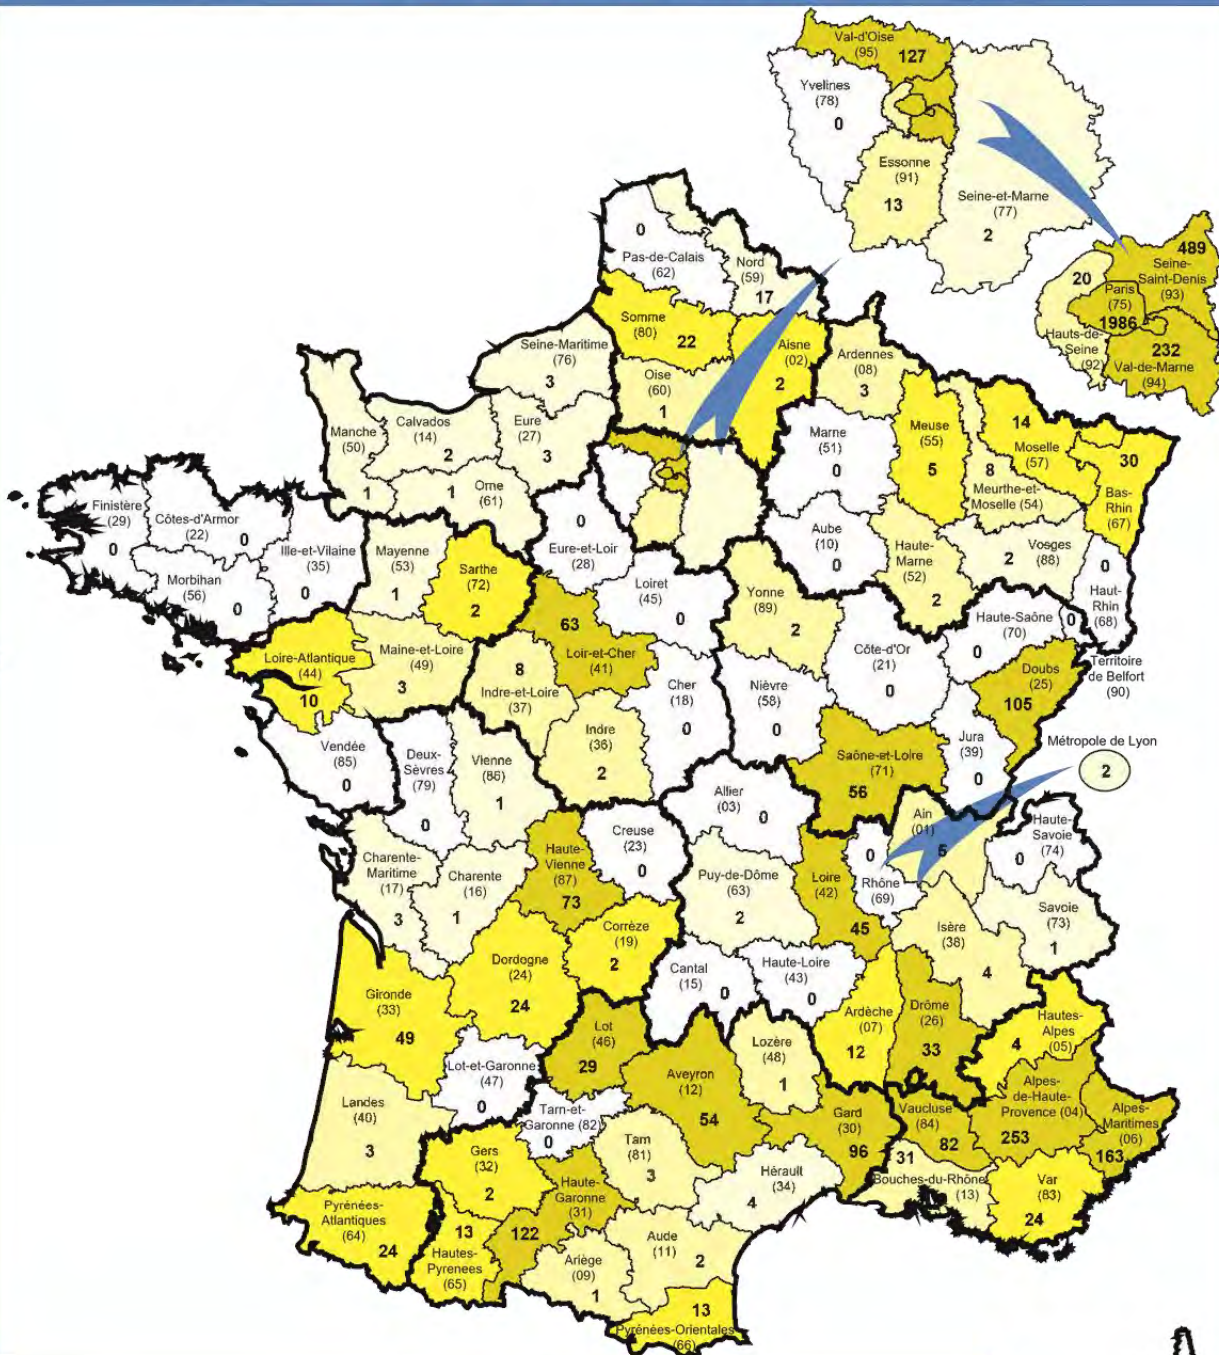 Val-d'Oise
(95) 127
Yvelines
(78)
0
Essonne
(91)
13
Seine-et-Marne
(77)
2
489
Seine-
Saint-Denis
(93)
20
Paris
(75)
1986
Hauts-de-
Seine
(92)
232
Val-de-Marne
(94)
0
Pas-de-Calais
(62)
Nord
(59)
17
Somme
(80) 22
Aisne
(02)
2
Seine-Maritime
(76)
3
Oise
(60)
1
Ardennes
(08)
3
Manche
(50)
1
Calvados
(14)
2
Eure
(27)
3
1 Orne
(61)
Marne
(51)
0
Meuse
(55)
5
14
Moselle
(57)
8
Meurthe-et-
Moselle (54)
30
Bas-
Rhin
(67)
Finistère
(29)
0
Côtes-d'Armor
(22) 0
Ille-et-Vilaine
(35)
0
Morbihan
(56)
0
Mayenne
(53)
1
Sarthe
(72)
2
0
Eure-et-Loir
(28)
Loiret
(45)
0
Aube
(10)
0
Haute-
Marne
(52)
2
2 Vosges
(88)
0
Haut-
Rhin
(68)
Yonne
(89)
2
Haute-Saône
(70)
0
0
Territoire
de Belfort
(90)
Loire-Atlantique
(44)
10
Maine-et-Loire
(49)
3
8
Indre-et-Loire
(37)
63
Loir-et-Cher
(41)
Cher
(18)
0
Nièvre
(58)
0
Côte-d'Or
(21)
0
Doubs
(25)
105
Jura
(39)
0
Indre
(36)
2
Vendée
(85)
0
Deux-
Sèvres
(79)
0
Vienne
(86)
1
Saône-et-Loire
(71)
56
Métropole de Lyon
2
Allier
(03)
0
Ain
(01)
5
Haute-
Savoie
(74)
0
Creuse
(23)
0
Haute-
Vienne
(87)
73
Charente-
Maritime
(17)
3
Charente
(16)
1
Puy-de-Dôme
(63)
2
Loire
(42)
45
0
Rhône
(69)
Savoie
(73)
1
Isère
(38)
4
Corrèze
(19)
2
Dordogne
(24)
24
Cantal
(15) 0
Haute-Loire
(43)
0
Gironde
(33)
49
Ardèche
(07)
12
Drôme
(26)
33
Hautes-
Alpes
4 (05)
Lot
(46)
29
Lot-et-Garonne
(47)
0
Aveyron
(12)
54
Lozère
(48)
1
Landes
(40)
3
Tarn-et-
Garonne (82)
0
Tarn
(81)
3
Gard
(30)
96
Vaucluse
(84)
82
Alpes-
de-Haute-
Provence (04)
253
Alpes-
Maritimes
(06)
163
Gers
(32)
2
Haute-
Garonne
(31)
122
Hérault
(34)
4
31
Bouches-du-Rhône
(13)
Var
(83)
24
Pyrénées-
Atlantiques
(64)
24
13
Hautes-
Pyrenees
(65)
Ariège
(09)
1
Aude
(11)
2
13
Pyrénées-Orientales
(66)